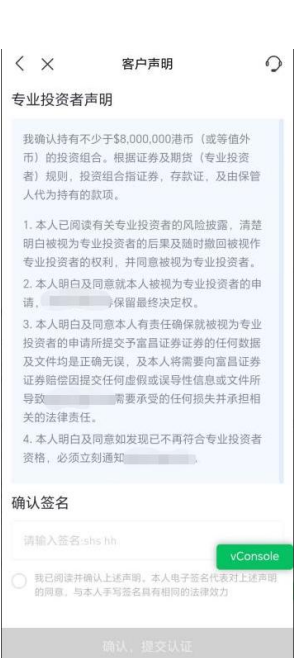 客户声明
专业投资者声明
我确认持有不少于$8,000,000港币（或等值外
币）的投资组合。根据证券及期货（专业投资
者）规则，投资组合指证券、存款证、及由保管
人代为持有的款项。
1. 本人已阅读有关专业投资者的风险披露，清楚
明白被视为专业投资者的后果及随时撤回被视作
专业投资者的权利，并同意被视为专业投资者。
2. 本人明白及同意就本人被视为专业投资者的申
请，保留最终决定权。
3. 本人明白及同意本人有责任确保就被视为专业
投资者的申请所提交予富昌证券证券的任何数据
及文件均是正确无误，及本人将需要向富昌证券
证券赔偿因提交任何虚假或误导性信息或文件所
导致需要承受的任何损失并承担相
关的法律责任。
4. 本人明白及同意如发现已不再符合专业投资者
资格，必须立刻通知
确认签名
请输入签名:shs hh
vConsole
我已阅读并确认上述声明。本人电子签名代表对上述声明
的同意，与本人手写签名具有相同的法律效力
确认，提交认证